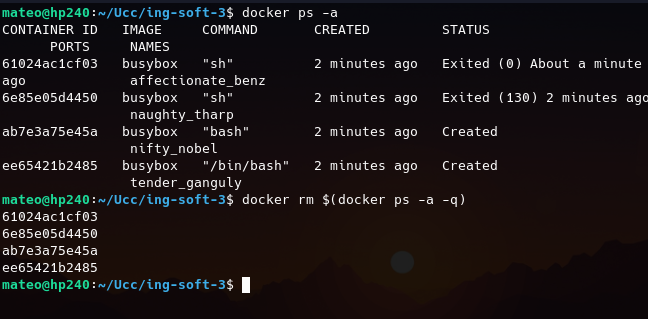 mateo@hp240:~/Ucc/ing-soft-3$ docker ps -a
CONTAINER ID   IMAGE     COMMAND       CREATED         STATUS
      PORTS     NAMES
61024ac1cf03   busybox   "sh"          2 minutes ago   Exited (0) About a minute
ago             affectionate_benz
6e85e05d4450   busybox   "sh"          2 minutes ago   Exited (130) 2 minutes ago
                naughty_tharp
ab7e3a75e45a   busybox   "bash"        2 minutes ago   Created
                nifty_nobel
ee65421b2485   busybox   "/bin/bash"   2 minutes ago   Created
                tender_ganguly
mateo@hp240:~/Ucc/ing-soft-3$ docker rm $(docker ps -a -q)
61024ac1cf03
6e85e05d4450
ab7e3a75e45a
ee65421b2485
mateo@hp240:~/Ucc/ing-soft-3$